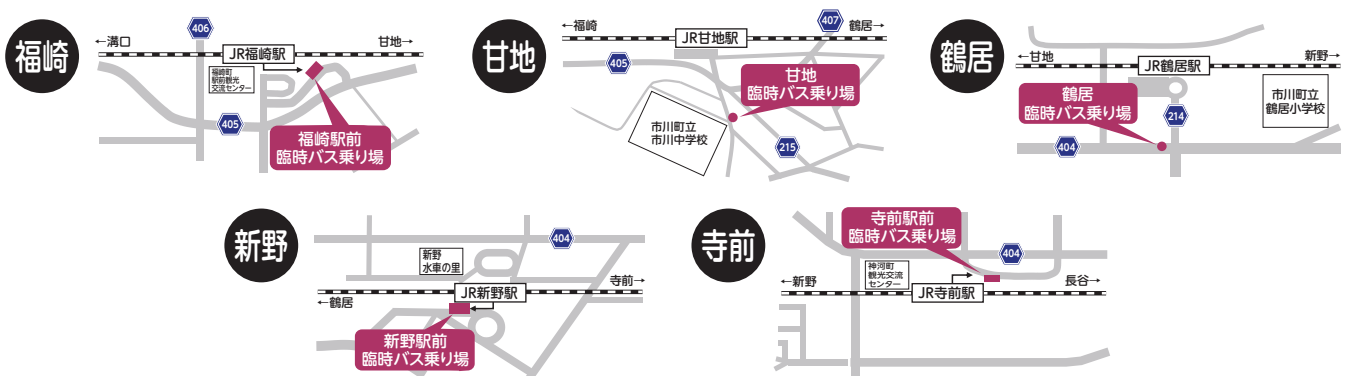 福崎
406
←溝口
甘地→
JR福崎駅
福崎町
駅前観光
交流センター
405
福崎駅前
臨時バス乗り場
甘地
407
←福崎
鶴居→
JR甘地駅
405
甘地
臨時バス乗り場
市川町立
市川中学校
215
鶴居
←甘地
新野→
JR鶴居駅
鶴居
臨時バス乗り場
市川町立
鶴居小学校
214
404
新野
404
新野
水車の里
寺前→
JR新野駅
←鶴居
新野駅前
臨時バス乗り場
寺前
寺前駅前
臨時バス乗り場
404
神河町
観光交流
センター
←新野
長谷→
JR寺前駅